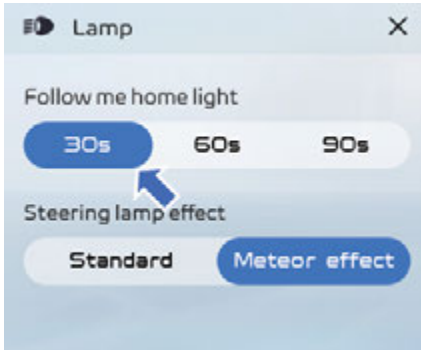 Lamp
Follow me home light
30s 60s 90s
Steering lamp effect
Standard Meteor effect